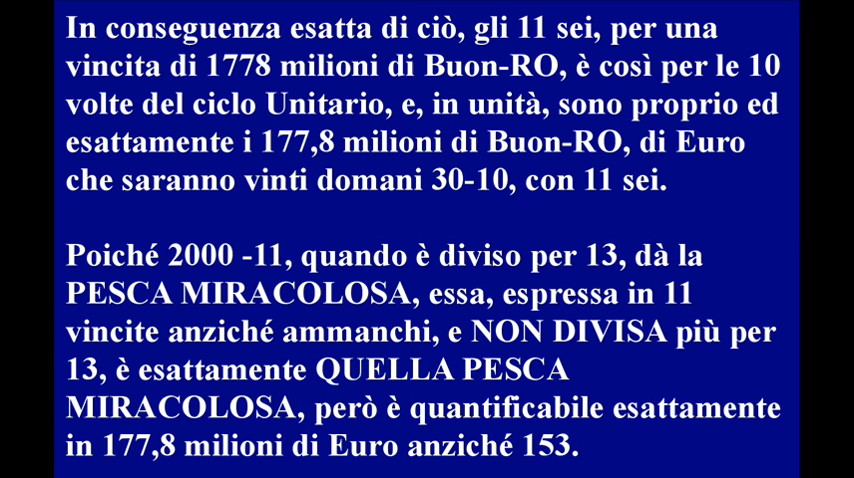 In conseguenza esatta di ciò, gli 11 sei, per una
vincita di 1778 milioni di Buon-RO, è così per le 10
volte del ciclo Unitario, e, in unità, sono proprio ed
esattamente i 177,8 milioni di Buon-RO, di Euro
che saranno vinti domani 30-10, con 11 sei.
Poiché 2000 -11, quando è diviso per 13, dà la
PESCA MIRACOLOSA, essa, espressa in 11
vincite anziché ammanchi, e NON DIVISA più per
13, è esattamente QUELLA PESCA
MIRACOLOSA, però è quantificabile esattamente
in 177,8 milioni di Euro anziché 153.